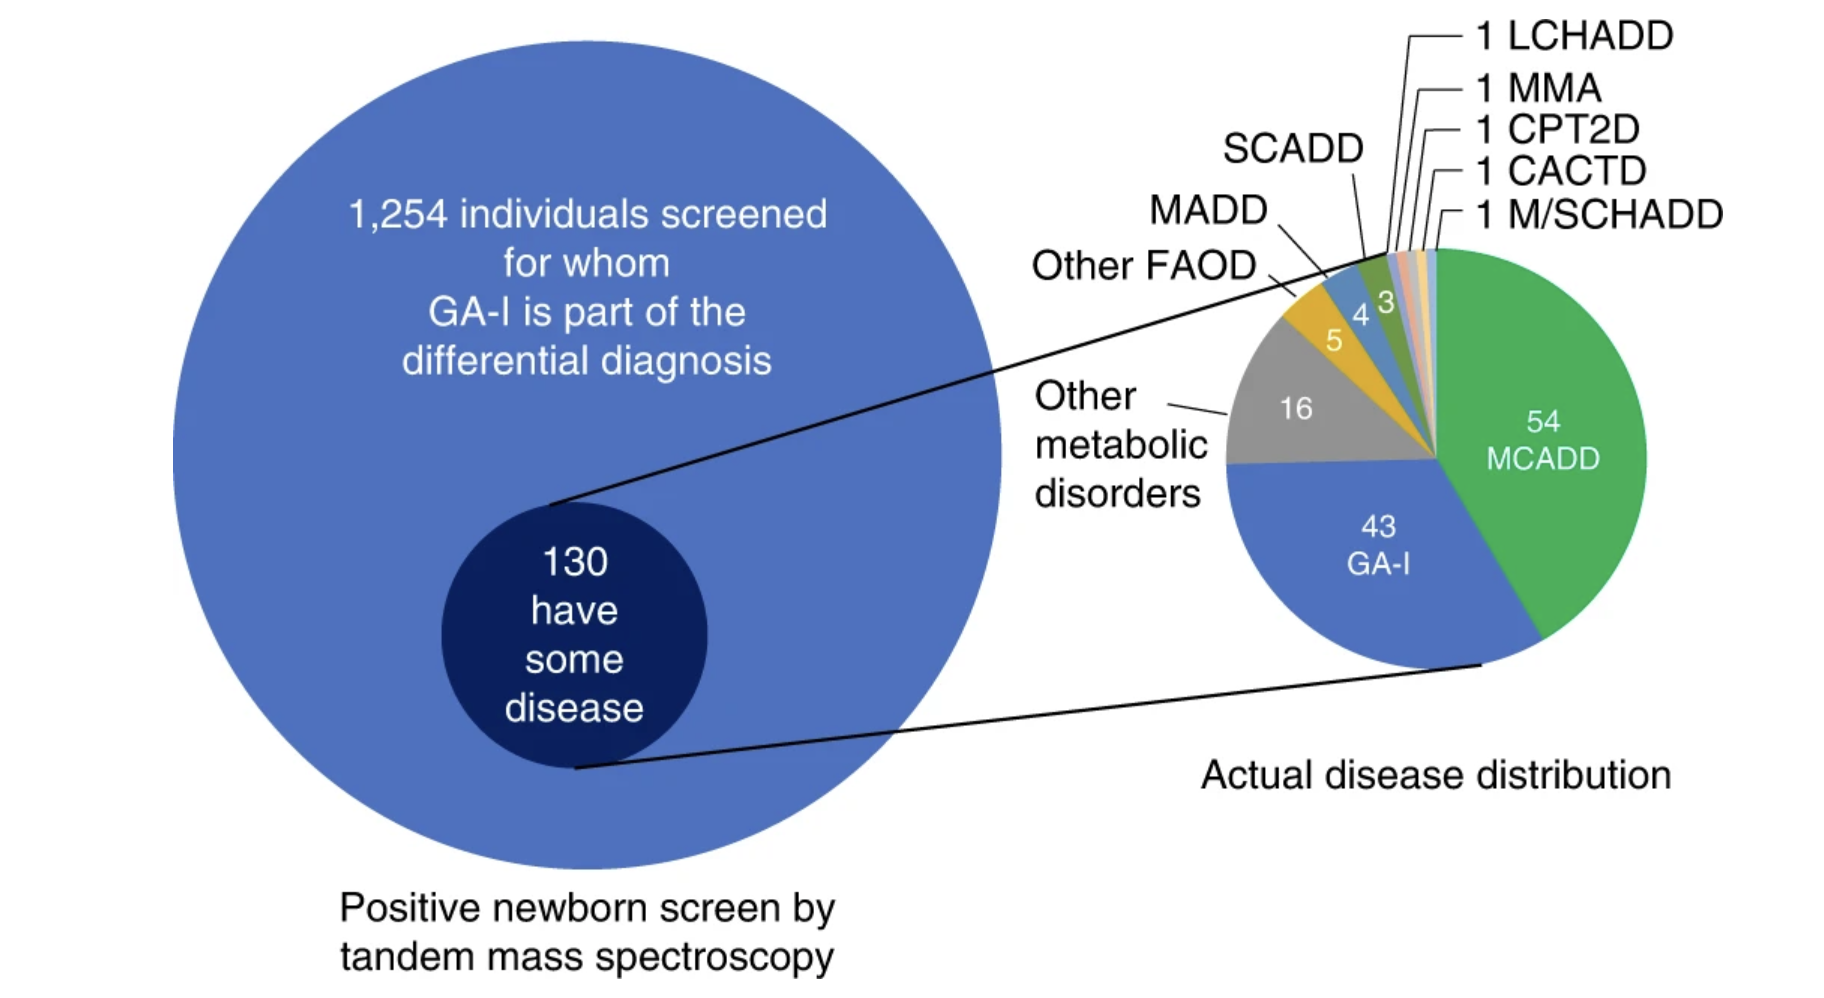 1,254 individuals screened
for whom
GA-I is part of the
differential diagnosis
130
have
some
disease
Positive newborn screen by
tandem mass spectroscopy
1 LCHADD
1 MMA
1 CPT2D
1 CACTD
1 M/SCHADD
SCADD
MADD
Other FAOD
Other
metabolic
disorders
3
4
5
16
54
MCADD
43
GA-I
Actual disease distribution